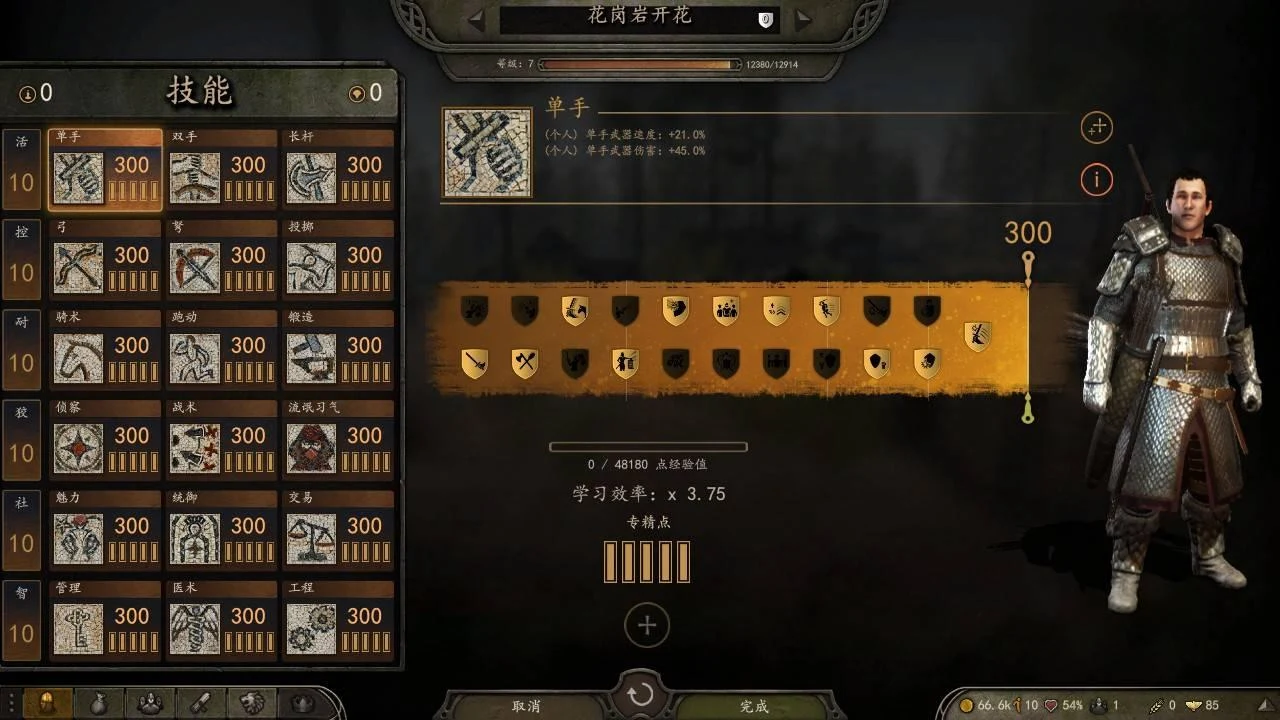 花岗岩开花
0
等级: 7
12380/12914
0
技能
0
单手
(个人) 单手武器速度: +21.0%
(个人) 单手武器伤害: +45.0%
活
10
单手
300
双手
300
长杆
300
控
10
弓
300
弩
300
投掷
300
耐
10
骑术
300
跑动
300
锻造
300
狡
10
侦察
300
战术
300
流氓习气
300
社
10
魅力
300
统御
300
交易
300
智
10
管理
300
医术
300
工程
300
300
0 / 48180 点经验值
学习效率: x 3.75
专精点
取消
完成
66.6k
10
54%
1
0
85